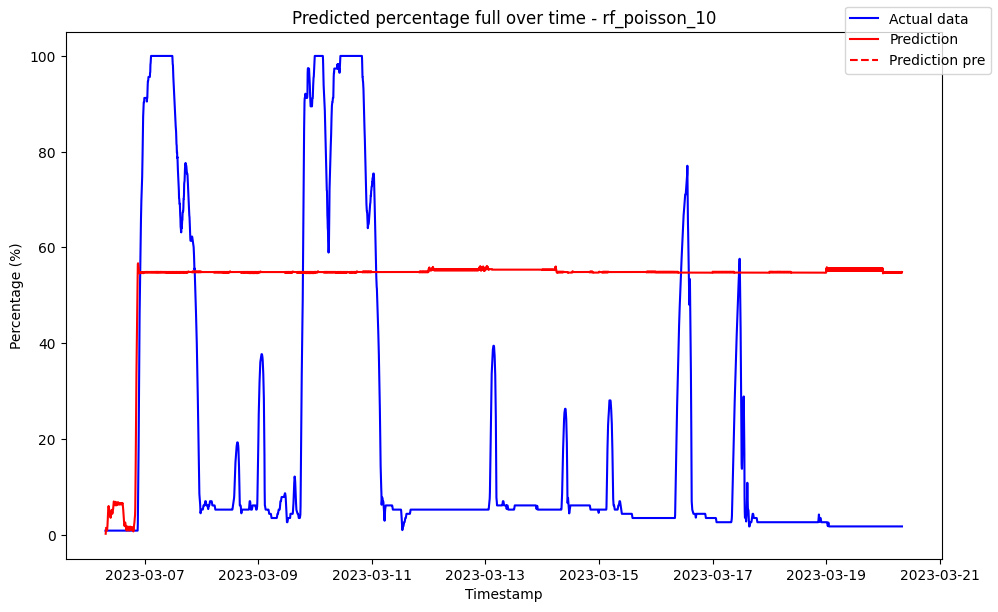 Predicted percentage full over time - rf_poisson_10
Actual data
Prediction
Prediction pre
Percentage (%)
100
80
60
40
20
0
2023-03-07 2023-03-09 2023-03-11 2023-03-13 2023-03-15 2023-03-17 2023-03-19 2023-03-21
Timestamp